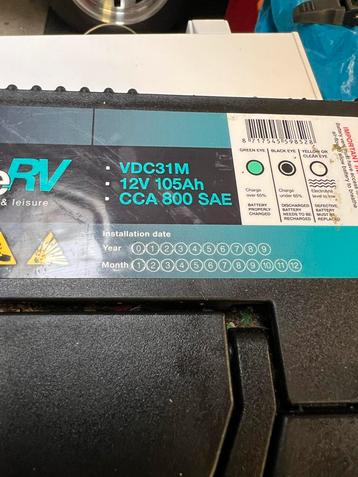 8 717545 598528
GREEN EYE BLACK EYE YELLOW OR CLEAR EYE
Charge over 65% Charge under 65% Electrolyte level to low
BATTERY PROPERLY CHARGED DISCHARGED BATTERY NEEDS TO BE RECHARGED DEFECTIVE BATTERY MUST BE REPLACED
IMPORTANT
eRV
& leisure
· VDC31M
· 12V 105Ah
· CCA 800 SAE
Installation date
Year 0 1 2 3 4 5 6 7 8 9
Month 1 2 3 4 5 6 7 8 9 10 11 12